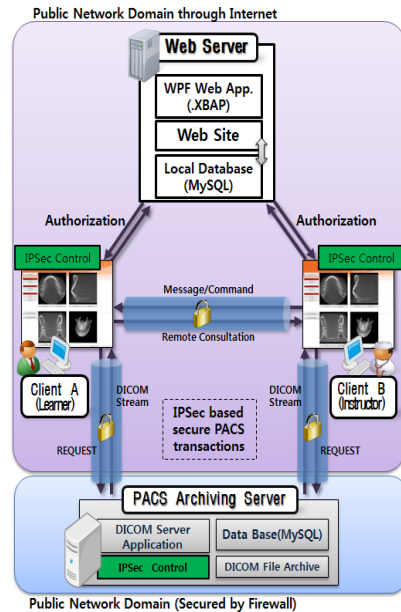 Public Network Domain through Internet
Web Server
WPF Web App.
(.XBAP)
Web Site
Local Database
(MySQL)
Authorization
Authorization
IPSec Control
IPSec Control
Message/Command
Remote Consultation
Client A
(Learner)
DICOM
Stream
DICOM
Stream
Client B
(Instructor)
IPSec based
secure PACS
transactions
REQUEST
REQUEST
PACS Archiving Server
DICOM Server
Application
Data Base(MySQL)
IPSec Control
DICOM File Archive
Public Network Domain (Secured by Firewall)